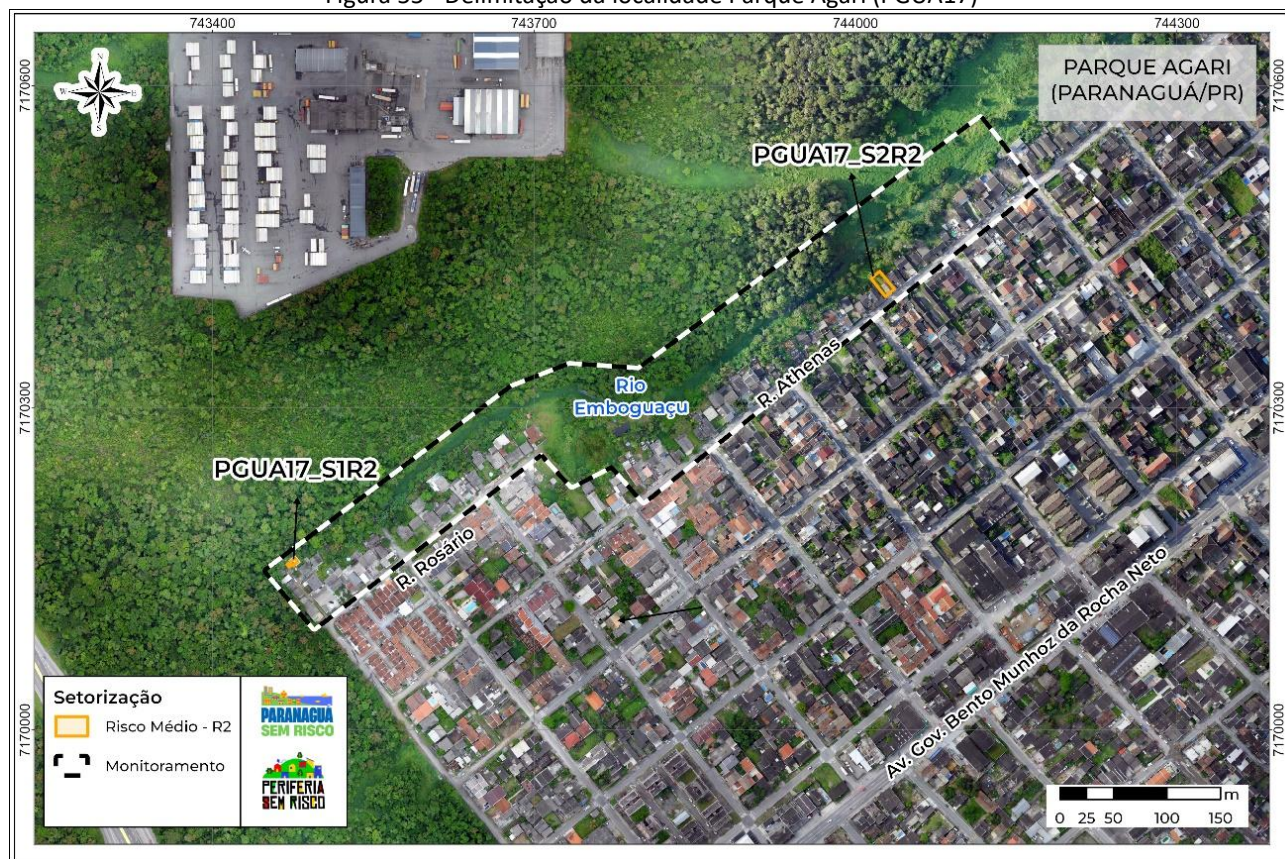 Figura 55 - Delimitação da localidade Parque Agari (PGUA17)
743400
743700
744000
744300
7170600
7170600
N
W
E
S
PARQUE AGARI
(PARANAGUÁ/PR)
PGUA17_S2R2
7170300
7170300
Rio
Emboguaçu
R. Athenas
PGUA17_S1R2
R. Rosário
Av. Gov. Bento Munhoz da Rocha Neto
7170000
7170000
Setorização
Risco Médio - R2
Monitoramento
PARANAGUÁ
SEM RISCO
PERIFERIA
SEM RISCO
m
0 25 50 100 150